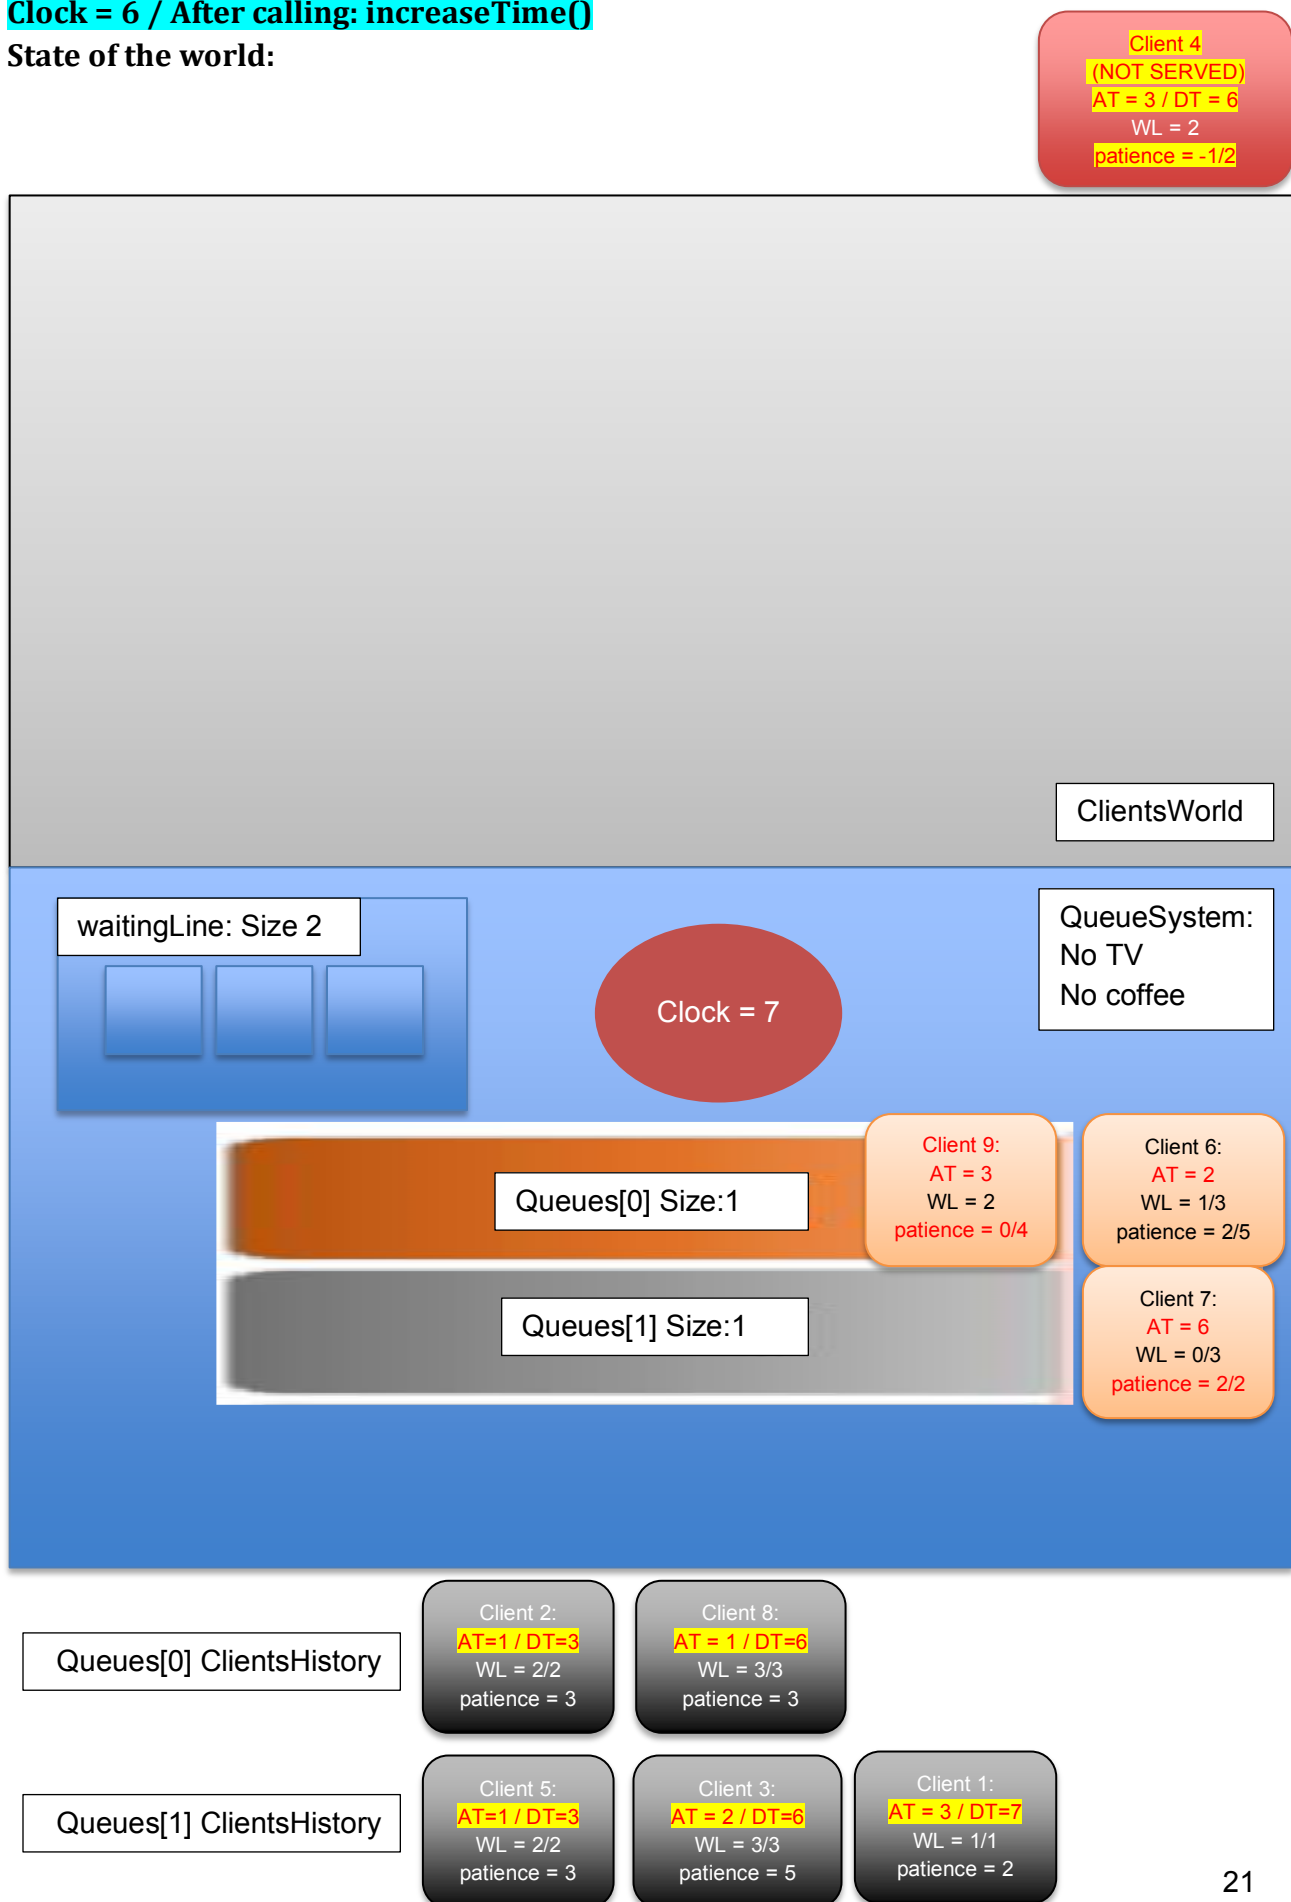 Clock = 6 / After calling: increaseTime()
State of the world:
Client 4
(NOT SERVED)
AT = 3 / DT = 6
WL = 2
patience = -1/2
ClientsWorld
waitingLine: Size 2
QueueSystem:
No TV
No coffee
Clock = 7
Queues[0] Size:1
Client 9:
AT = 3
WL = 2
patience = 0/4
Client 6:
AT = 2
WL = 1/3
patience = 2/5
Queues[1] Size:1
Client 7:
AT = 6
WL = 0/3
patience = 2/2
Queues[0] ClientsHistory
Client 2:
AT=1 / DT=3
WL = 2/2
patience = 3
Client 8:
AT = 1 / DT=6
WL = 3/3
patience = 3
Queues[1] ClientsHistory
Client 5:
AT=1 / DT=3
WL = 2/2
patience = 3
Client 3:
AT = 2 / DT=6
WL = 3/3
patience = 5
Client 1:
AT = 3 / DT=7
WL = 1/1
patience = 2
21